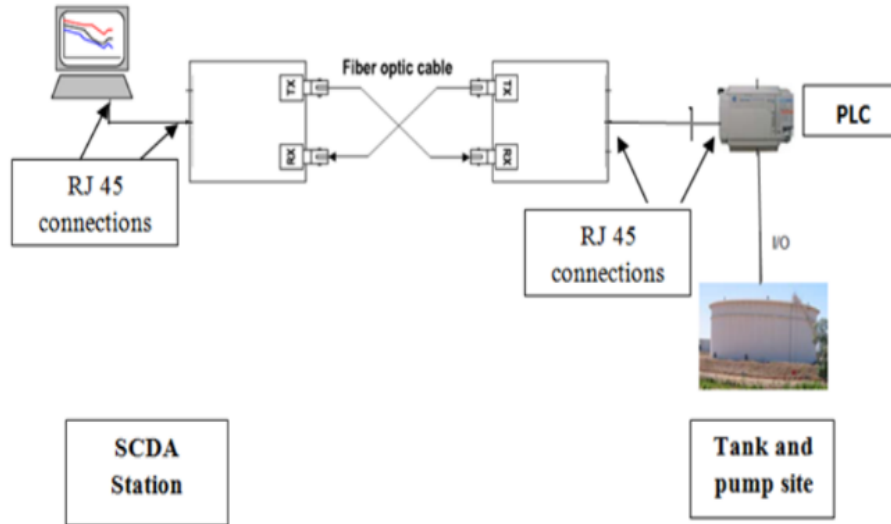 Fiber optic cable
TX
TX
RX
RX
PLC
RJ 45
connections
RJ 45
connections
I/O
SCDA
Station
Tank and
pump site